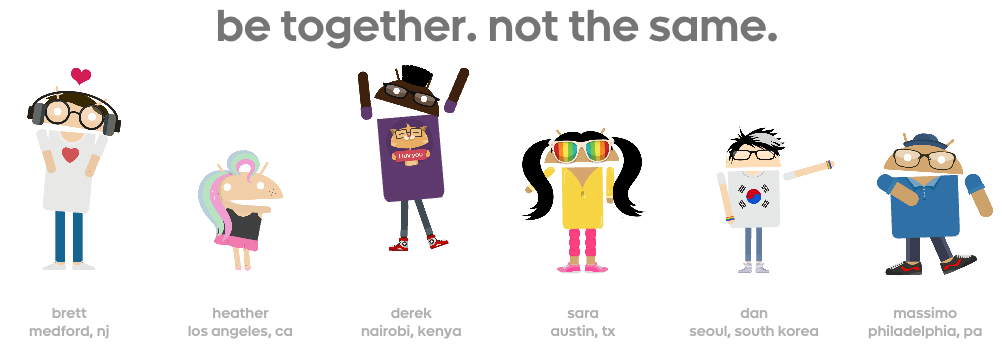 be together. not the same.
I luv you
brett
medford, nj
heather
los angeles, ca
derek
nairobi, kenya
sara
austin, tx
dan
seoul, south korea
massimo
philadelphia, pa